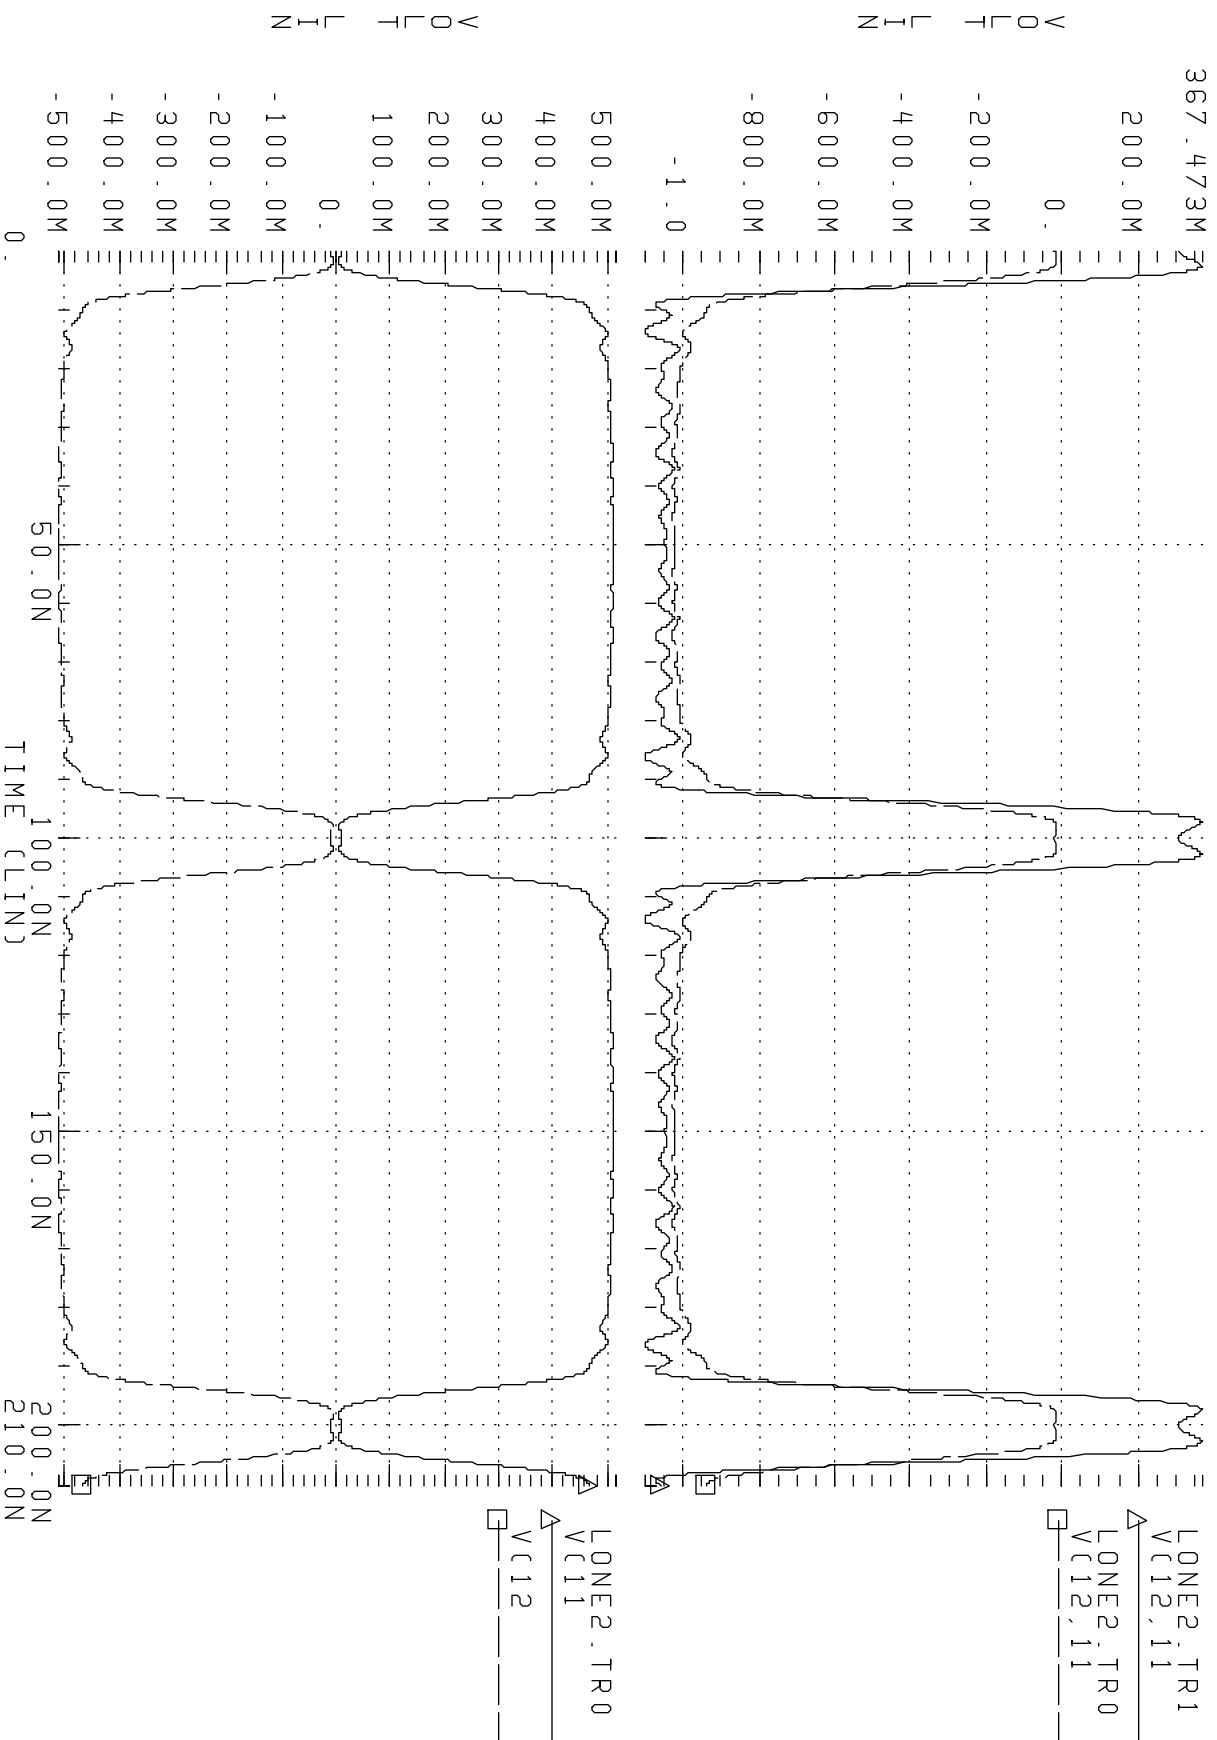 LONE2.TR1
V(12,11
LONE2.TR0
V(12,11
367.473M
200.0M
0.
-200.0M
-400.0M
-600.0M
-800.0M
-1.0
VOLT LIN
LONE2.TR0
V(11
V(12
500.0M
400.0M
300.0M
200.0M
100.0M
0.
-100.0M
-200.0M
-300.0M
-400.0M
-500.0M
VOLT LIN
50.0N 100.0N 150.0N 200.0N
0. TIME (LIN) 210.0N